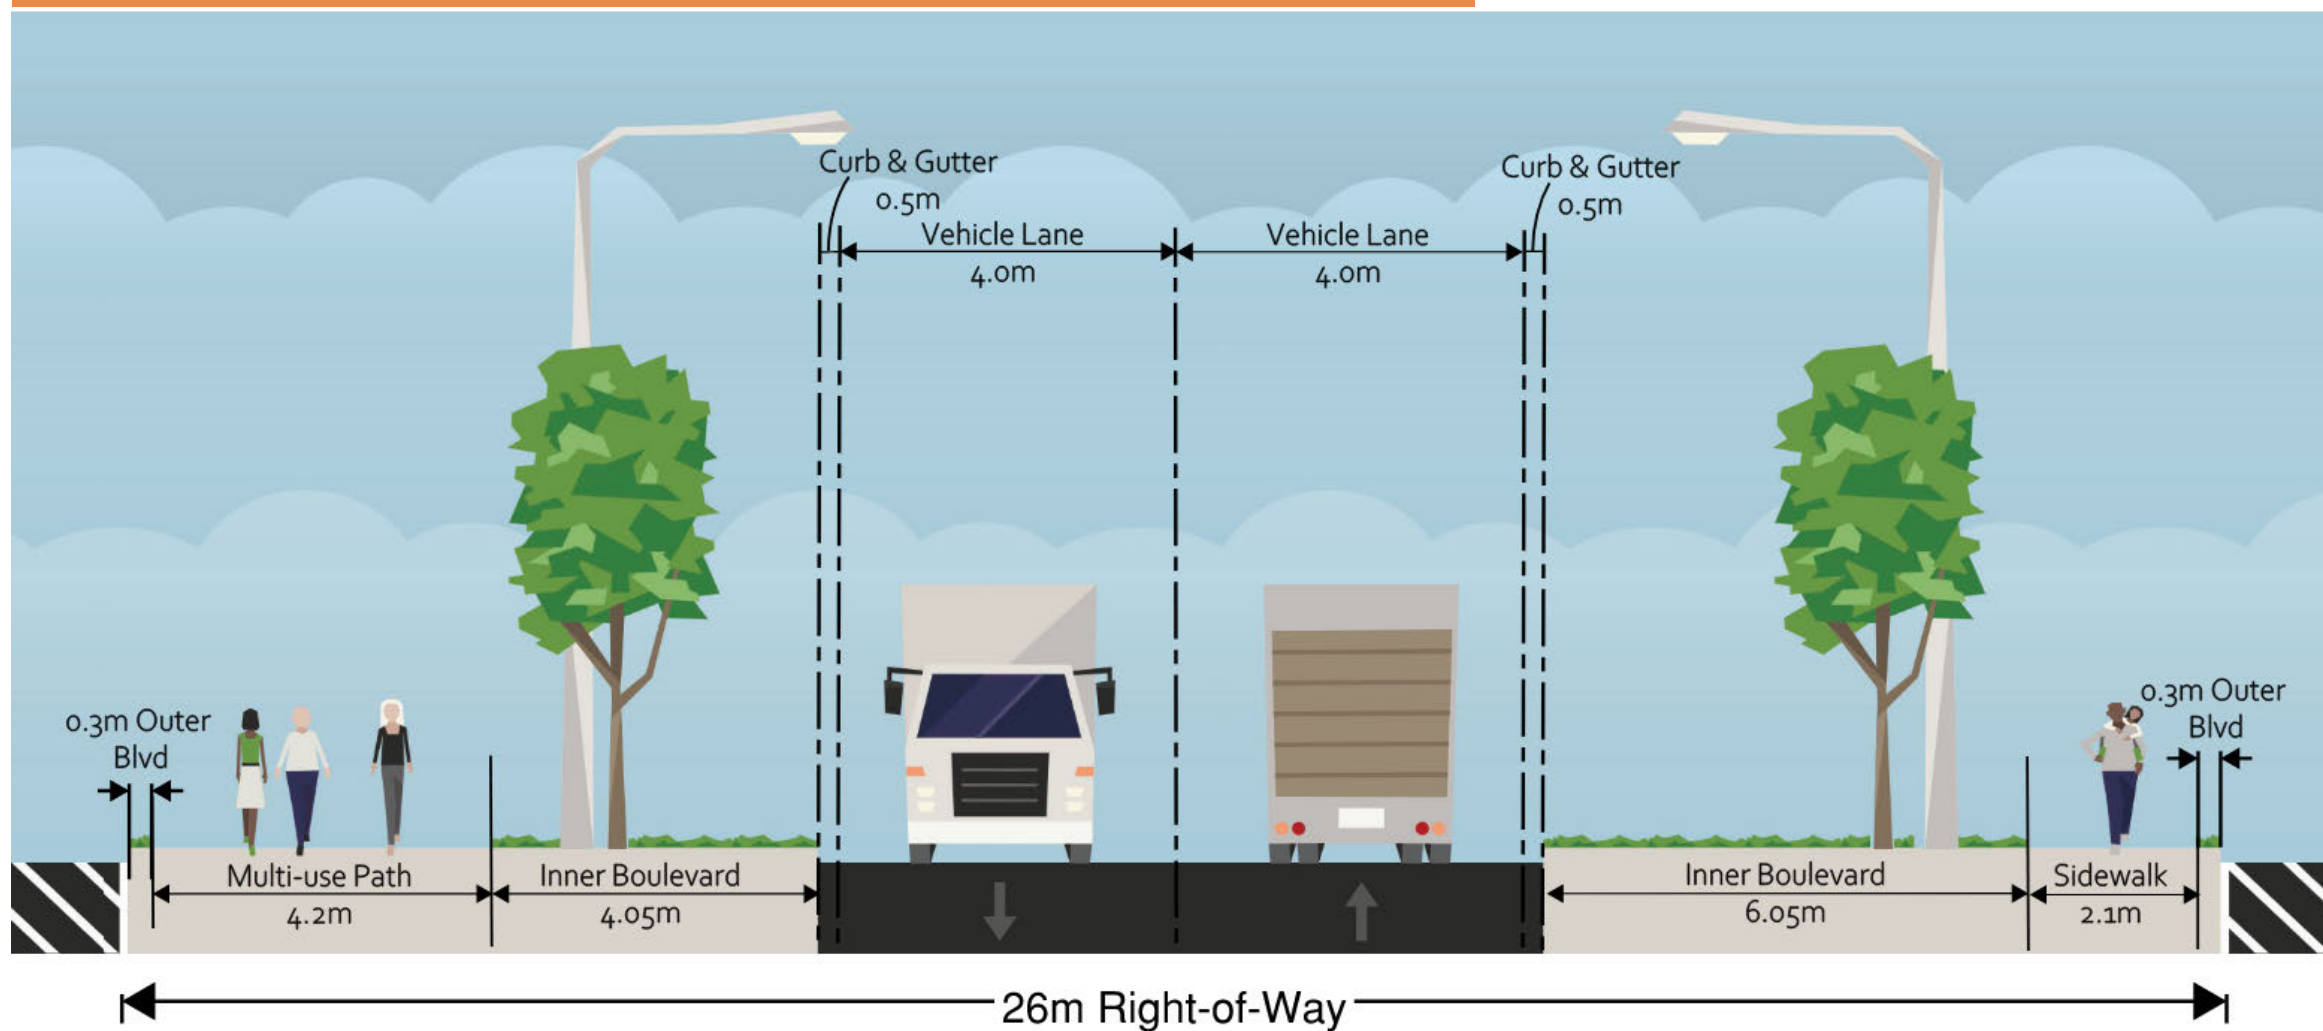 Curb & Gutter
0.5m
Curb & Gutter
0.5m
Vehicle Lane
4.0m
Vehicle Lane
4.0m
0.3m Outer
Blvd
0.3m Outer
Blvd
Multi-use Path
4.2m
Inner Boulevard
4.05m
Inner Boulevard
6.05m
Sidewalk
2.1m
26m Right-of-Way